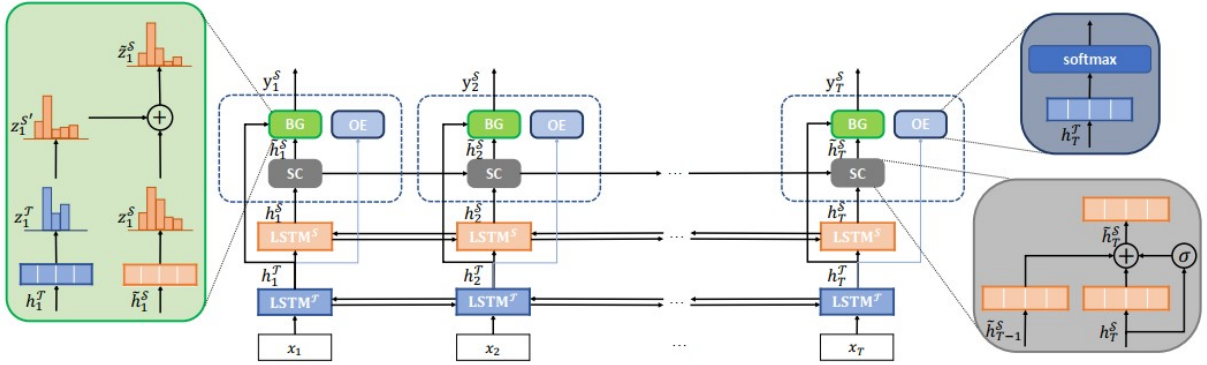 z̃₁^𝒮
z₁^𝒮′
z₁^𝒯 z₁^𝒮
h₁^𝒯 h̃₁^𝒮
y₁^𝒮 y₂^𝒮 y_T^𝒮
BG OE BG OE BG OE
h̃₁^𝒮 h̃₂^𝒮 h̃_T^𝒮
SC SC ... SC
h₁^𝒮 h₂^𝒮 h_T^𝒮
LSTM^𝒮 LSTM^𝒮 ... LSTM^𝒮
h₁^𝒯 h₂^𝒯 ... h_T^𝒯
LSTM^𝒯 LSTM^𝒯 ... LSTM^𝒯
x₁ x₂ ... x_T
softmax
h_T^𝒯
h̃_T^𝒮
+ σ
h̃_{T−1}^𝒮 h_T^𝒮